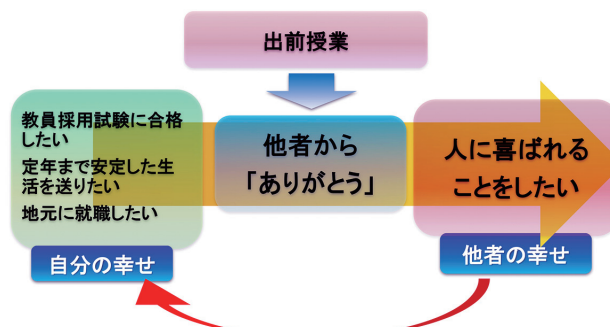 出前授業
教員採用試験に合格
したい
定年まで安定した生
活を送りたい
地元に就職したい
自分の幸せ
他者から
「ありがとう」
人に喜ばれる
ことをしたい
他者の幸せ